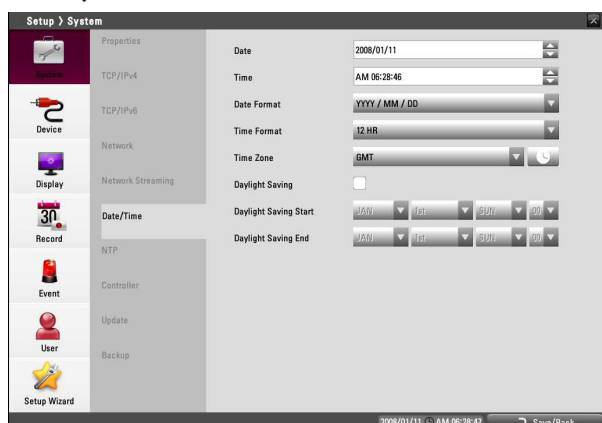 Setup > System
System
Device
Display
30
Record
Event
User
Setup Wizard
Properties
TCP/IPv4
TCP/IPv6
Network
Network Streaming
Date/Time
NTP
Controller
Update
Backup
Date 2008/01/11
Time AM 06:28:46
Date Format YYYY / MM / DD
Time Format 12 HR
Time Zone GMT
Daylight Saving
Daylight Saving Start JAN 1st SUN 00
Daylight Saving End JAN 1st SUN 00
2008/01/11 AM 06:28:47 Save/Back